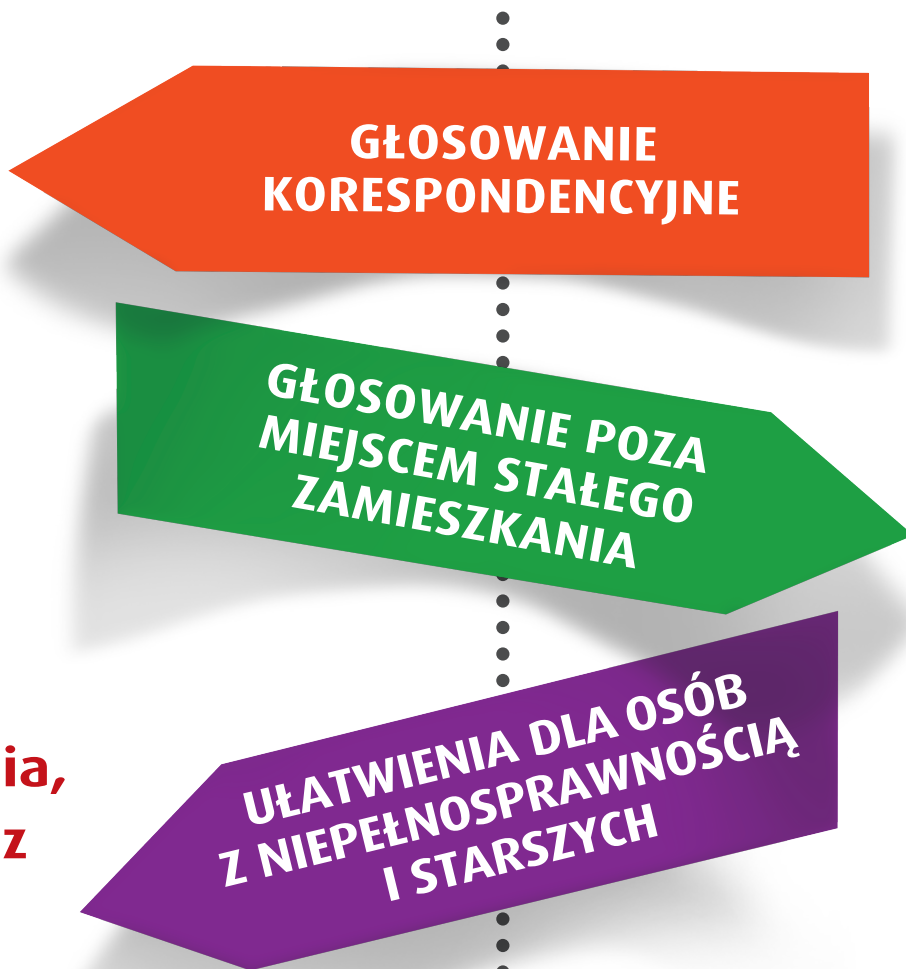 GŁOSOWANIE
KORESPONDENCYJNE
GŁOSOWANIE POZA
MIEJSCEM STAŁEGO
ZAMIESZKANIA
UŁATWIENIA DLA OSÓB
Z NIEPEŁNOSPRAWNOŚCIĄ
I STARSZYCH
ia,
z